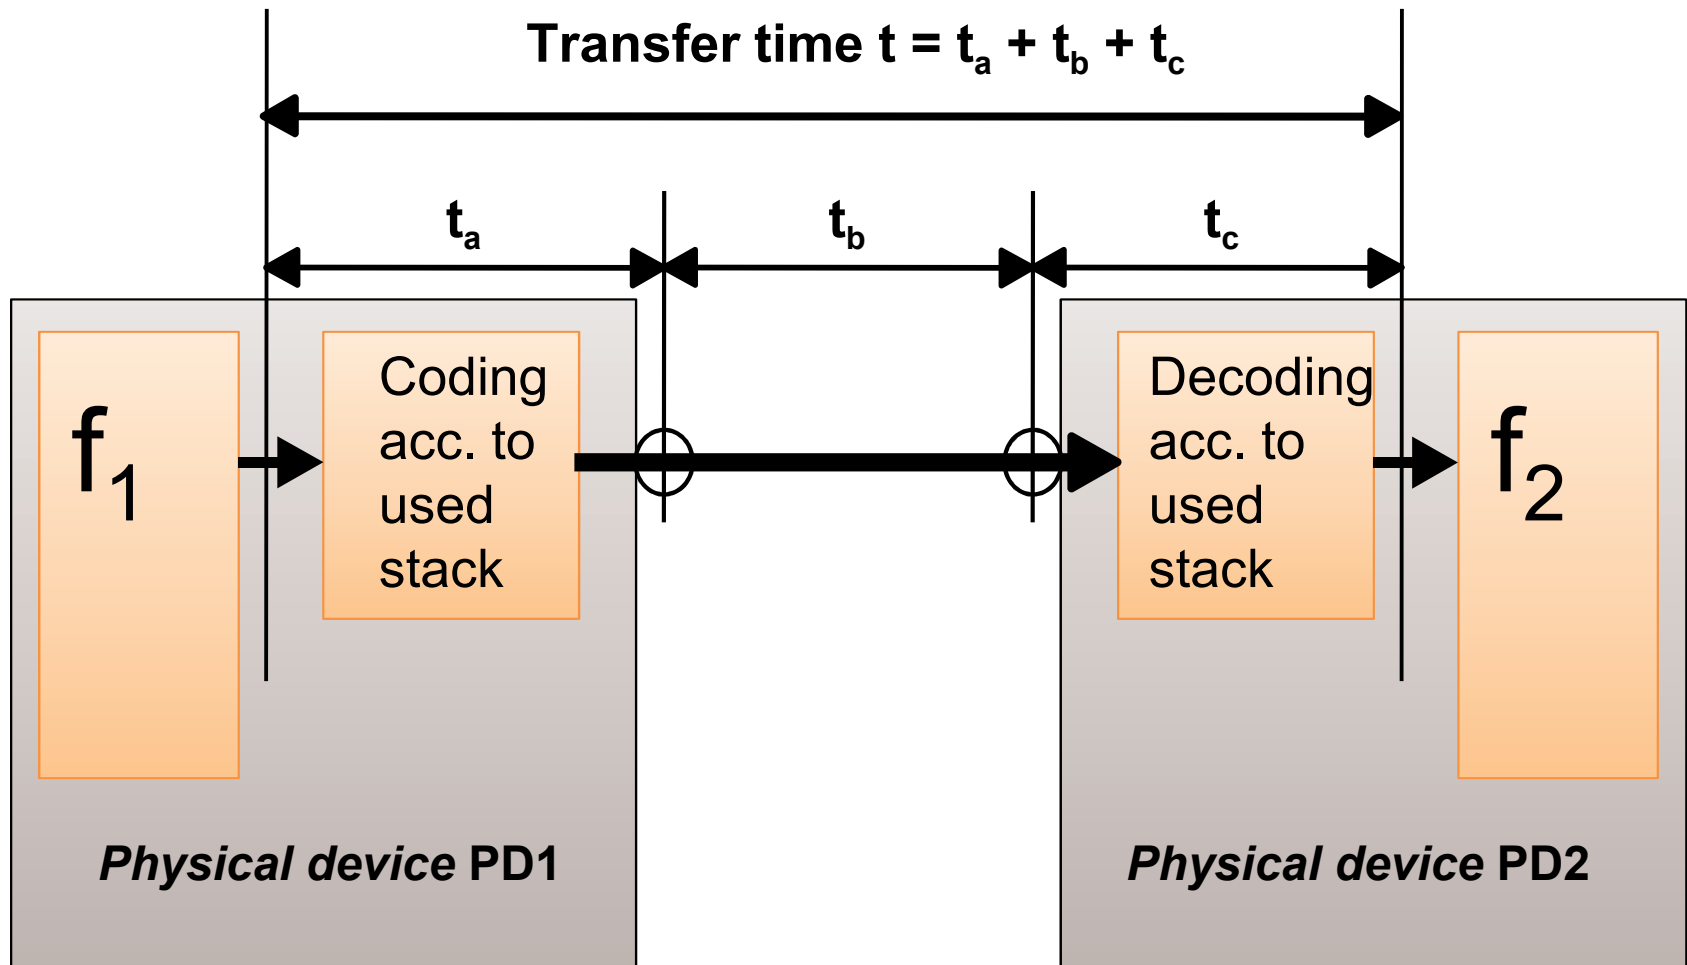 Transfer time t = ta + tb + tc
ta
tb
tc
f1
Coding
acc. to
used
stack
Decoding
acc. to
used
stack
f2
Physical device PD1
Physical device PD2